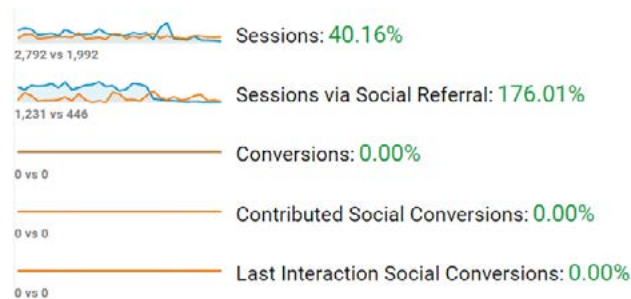 Sessions: 40.16%
2,792 vs 1,992
Sessions via Social Referral: 176.01%
1,231 vs 446
Conversions: 0.00%
0 vs 0
Contributed Social Conversions: 0.00%
0 vs 0
Last Interaction Social Conversions: 0.00%
0 vs 0